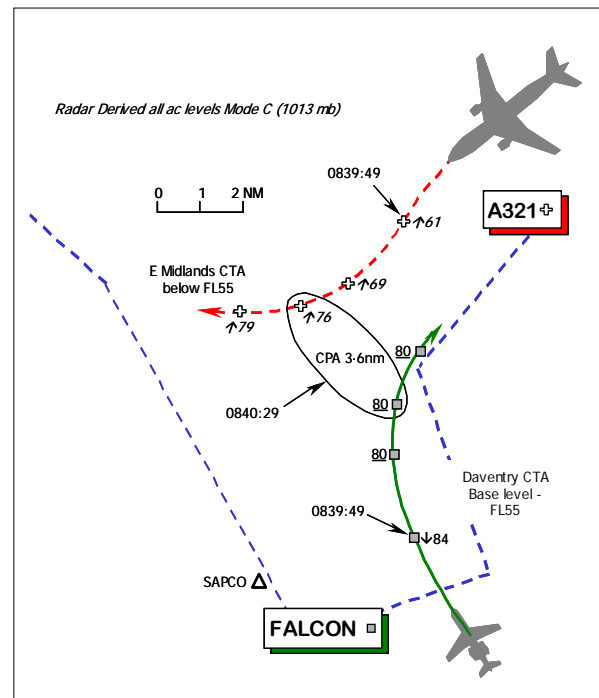 Radar Derived all ac levels Mode C (1013 mb)
0839:49
0 1 2 NM
A321
↑61
E Midlands CTA
below FL55
↑69
↑76
↑79
CPA 3·6nm
80
80
0840:29
80
Daventry CTA
Base level -
FL55
0839:49
↓84
SAPCO
FALCON